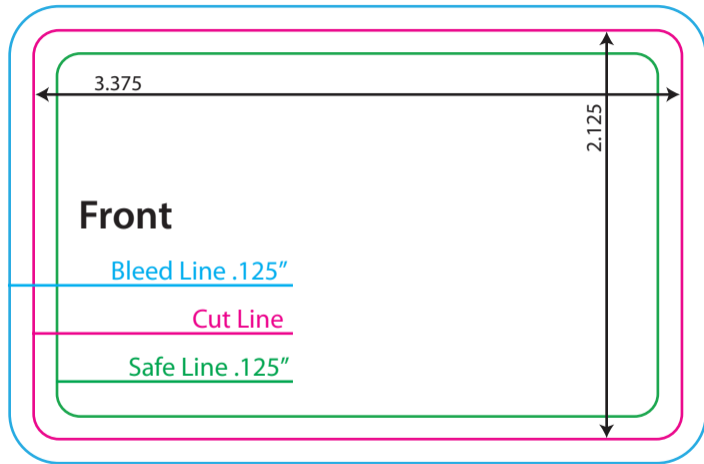 3.375
2.125
Front
Bleed Line .125”
Cut Line
Safe Line .125”